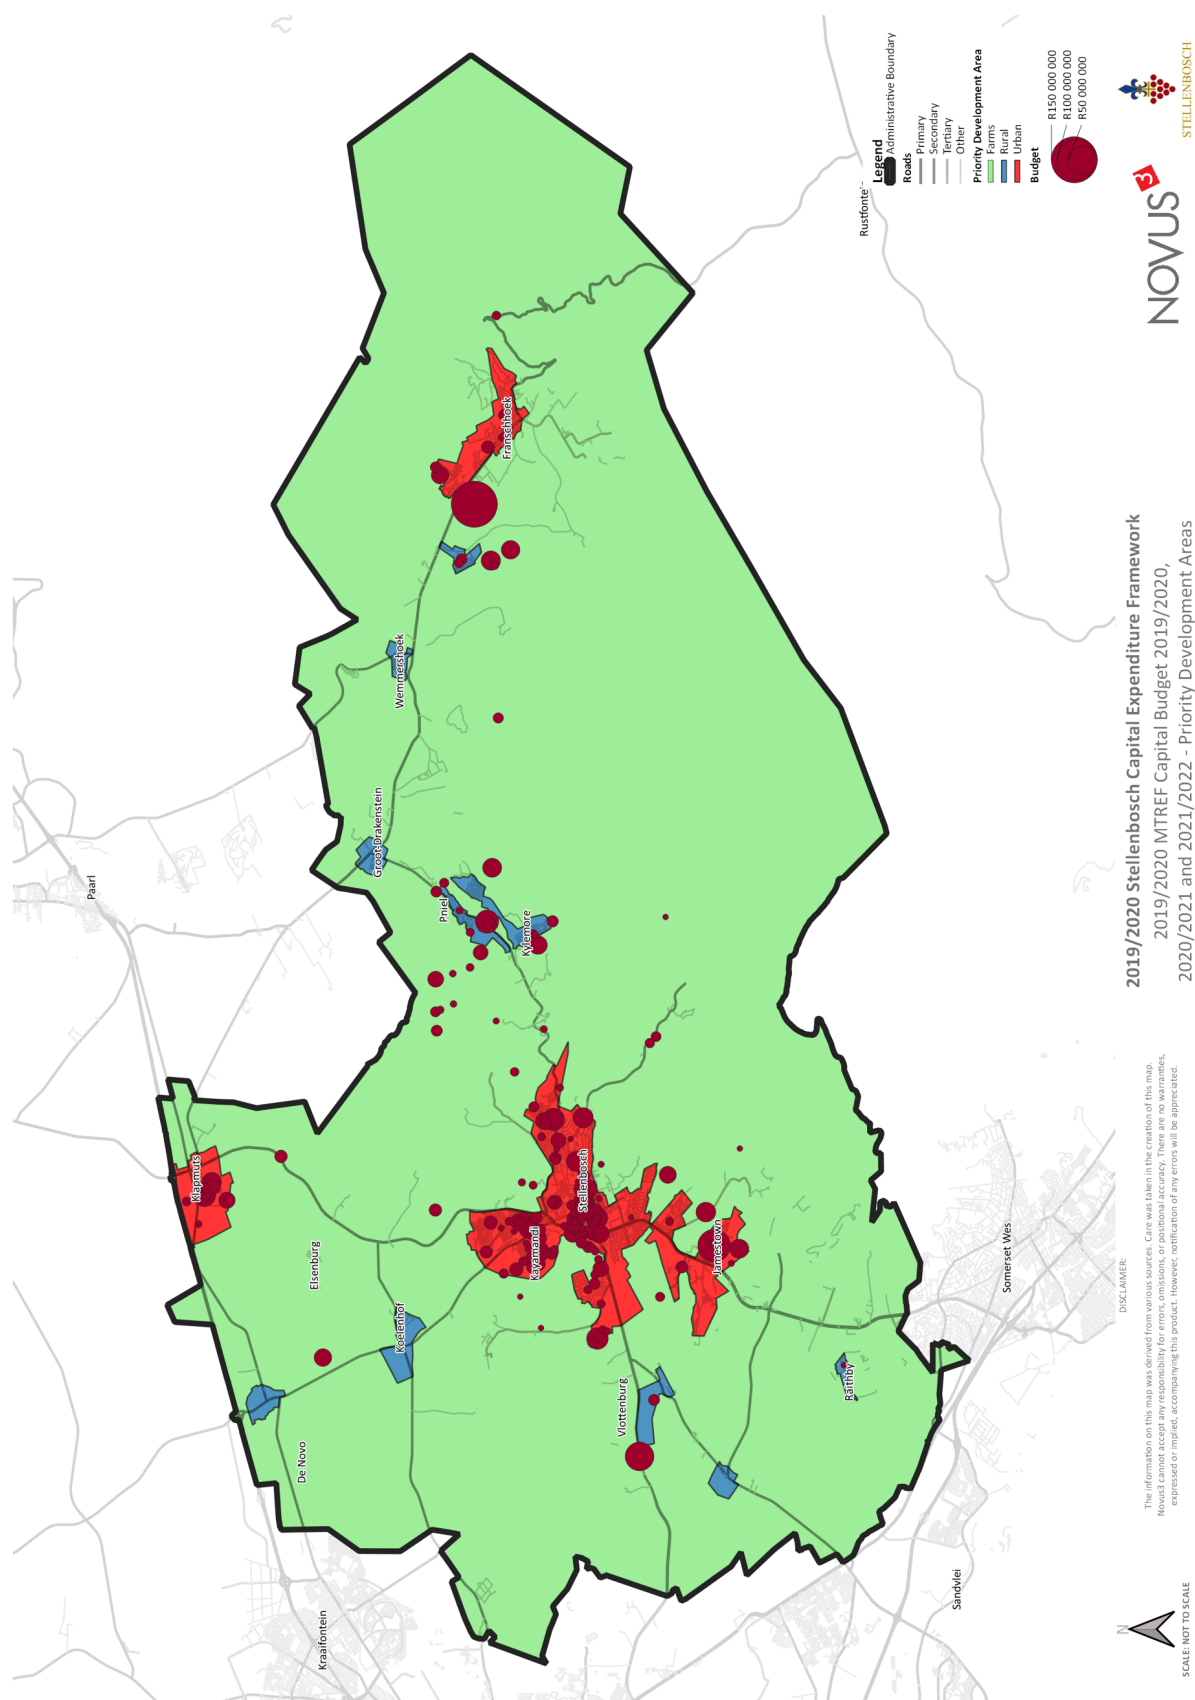 2019/2020 Stellenbosch Capital Expenditure Framework
2019/2020 MTREF Capital Budget 2019/2020,
2020/2021 and 2021/2022 - Priority Development Areas
Legend
Administrative Boundary
Roads
Primary
Secondary
Tertiary
Other
Priority Development Area
Farms
Rural
Urban
Budget
R150 000 000
R100 000 000
R50 000 000
NOVUS3
STELLENBOSCH
Paarl
Klapmuts
Elsenburg
De Novo
Kraaifontein
Koelenhof
Groot-Drakenstein
Wemmershoek
Pniel
Kylemore
Franschhoek
Kayamandi
Stellenbosch
Vlottenburg
Jamestown
Raithby
Somerset Wes
Sandvlei
DISCLAIMER:
The information on this map was derived from various sources. Care was taken in the creation of this map.
Novus3 cannot accept any responsibility for errors, omissions, or positional accuracy. There are no warranties,
expressed or implied, accompanying this product. However, notification of any errors will be appreciated.
N
SCALE: NOT TO SCALE